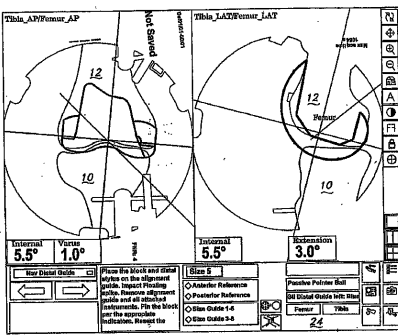 Tibia_AP/Femur_AP
Tibia_LAT/Femur_LAT
Not Saved
12
12
Femur
10
10
Internal
5.5°
Varus
1.0°
Internal
5.5°
Extension
3.0°
Nav Distal Guide
Place the block and distal
stylus on the alignment
guide. Impact Floating
spike. Remove alignment
guide and all attached
instruments. Pin the block
per the appropriate
indicators. Resect the
Size 5
Anterior Reference
Posterior Reference
Size Guide 1-6
Size Guide 3-8
Passive Pointer Ball
Femur
Tibia
24
A